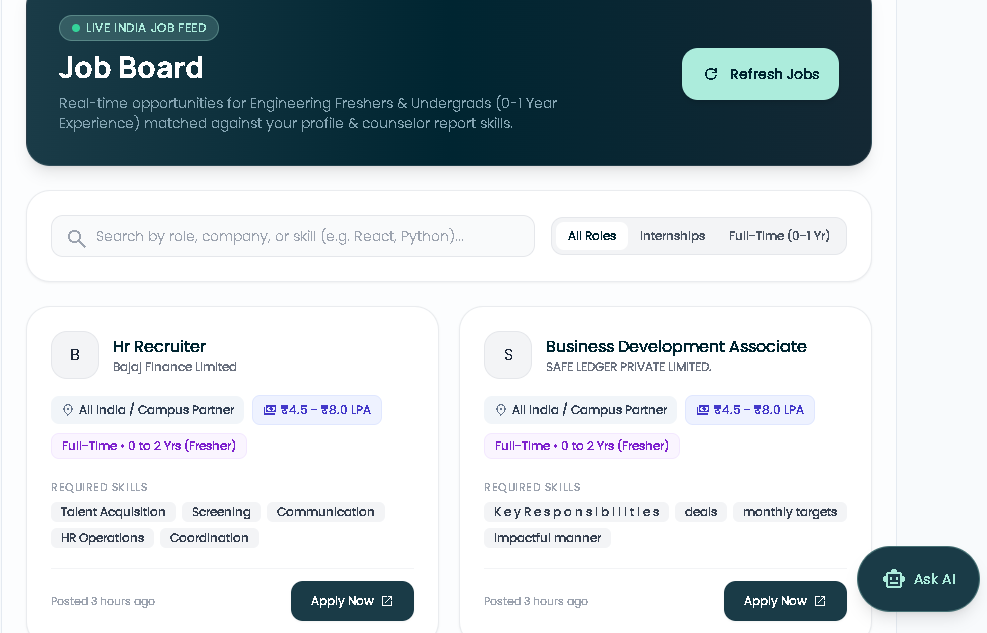 LIVE INDIA JOB FEED
Job Board
Real-time opportunities for Engineering Freshers & Undergrads (0-1 Year
Experience) matched against your profile & counselor report skills.
Refresh Jobs
Search by role, company, or skill (e.g. React, Python)...
All Roles
Internships
Full-Time (0-1 Yr)
B
Hr Recruiter
Bajaj Finance Limited
All India / Campus Partner
₹4.5 - ₹8.0 LPA
Full-Time • 0 to 2 Yrs (Fresher)
REQUIRED SKILLS
Talent Acquisition
Screening
Communication
HR Operations
Coordination
Posted 3 hours ago
Apply Now
S
Business Development Associate
SAFE LEDGER PRIVATE LIMITED.
All India / Campus Partner
₹4.5 - ₹8.0 LPA
Full-Time • 0 to 2 Yrs (Fresher)
REQUIRED SKILLS
K e y R e s p o n s i b i l i t i e s
deals
monthly targets
impactful manner
Posted 3 hours ago
Apply Now
Ask AI